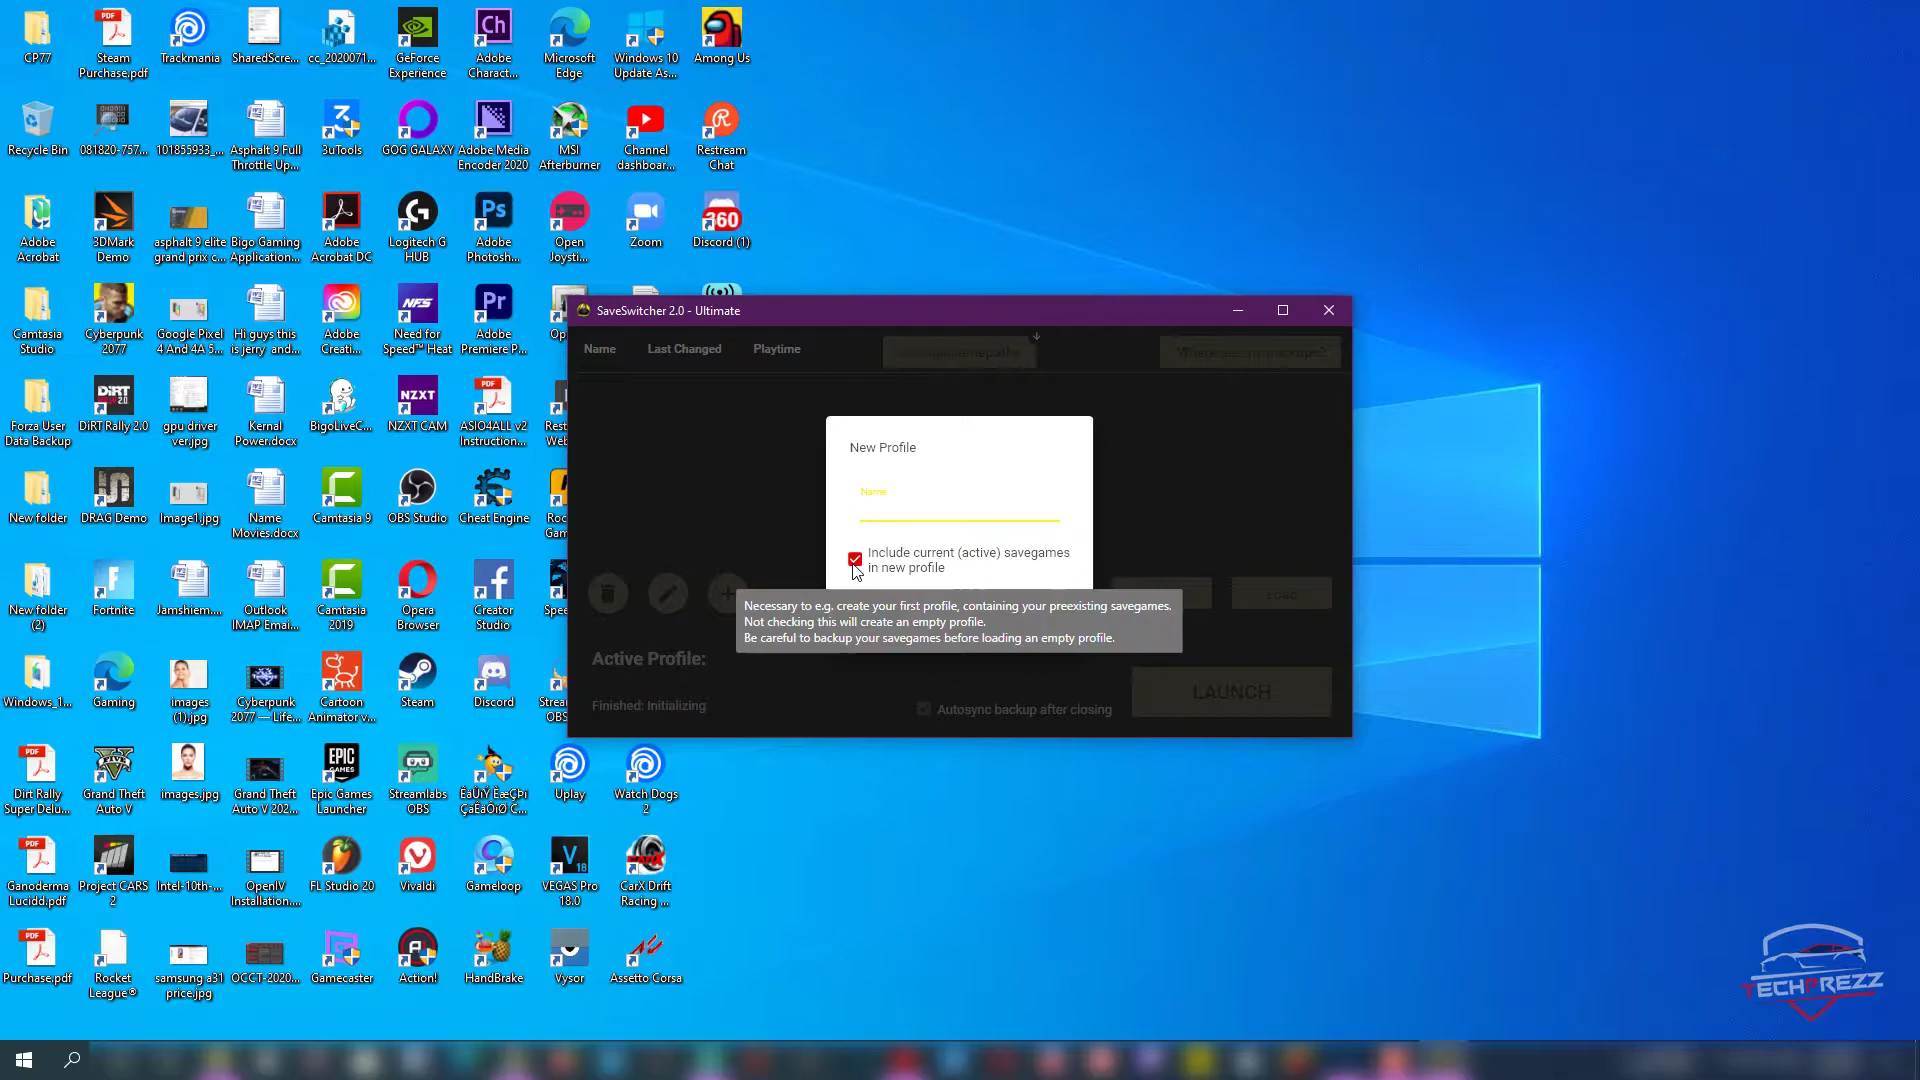 CP77
Steam
Purchase.pdf
Trackmania
SharedScre...
cc_2020071...
GeForce
Experience
Adobe
Charact...
Microsoft
Edge
Windows 10
Update As...
Among Us
Recycle Bin
081820-757...
101855933_...
Asphalt 9 Full
Throttle Up...
3uTools
GOG GALAXY
Adobe Media
Encoder 2020
MSI
Afterburner
Channel
dashboar...
Restream
Chat
Adobe
Acrobat
3DMark
Demo
asphalt 9 elite
grand prix c...
Bigo Gaming
Application...
Adobe
Acrobat DC
Logitech G
HUB
Adobe
Photosh...
Open
Joysti...
Zoom
360
Discord (1)
Camtasia
Studio
Cyberpunk
2077
Google Pixel
4 And 4A 5...
Hi guys this
is jerry and...
Adobe
Creati...
Need for
Speed™ Heat
Adobe
Premiere P...
SaveSwitcher 2.0 - Ultimate
Name
Last Changed
Playtime
New Profile
Name
Include current (active) savegames
in new profile
Necessary to e.g. create your first profile, containing your preexisting savegames.
Not checking this will create an empty profile.
Be careful to backup your savegames before loading an empty profile.
Active Profile:
Finished: Initializing
Autosync backup after closing
LAUNCH
Forza User
Data Backup
DiRT Rally 2.0
gpu driver
ver.jpg
Kernal
Power.docx
BigoLiveC...
NZXT CAM
ASIO4ALL v2
Instruction...
New folder
DRAG Demo
Image1.jpg
Name
Movies.docx
Camtasia 9
OBS Studio
Cheat Engine
New folder
(2)
Fortnite
Jamshiem....
Outlook
IMAP Emai...
Camtasia
2019
Opera
Browser
Creator
Studio
Windows_1...
Gaming
images
(1).jpg
Cyberpunk
2077 — Life...
Cartoon
Animator v...
Steam
Discord
Dirt Rally
Super Delu...
Grand Theft
Auto V
images.jpg
Grand Theft
Auto V 202...
Epic Games
Launcher
Streamlabs
OBS
Uplay
Watch Dogs
2
Ganoderma
Lucidd.pdf
Project CARS
2
Intel-10th-...
OpenIV
Installation....
FL Studio 20
Vivaldi
Gameloop
VEGAS Pro
18.0
CarX Drift
Racing ...
Purchase.pdf
Rocket
League®
samsung a31
price.jpg
OCCT-2020...
Gamecaster
Action!
HandBrake
Vysor
Assetto Corsa
TECHPREZZ